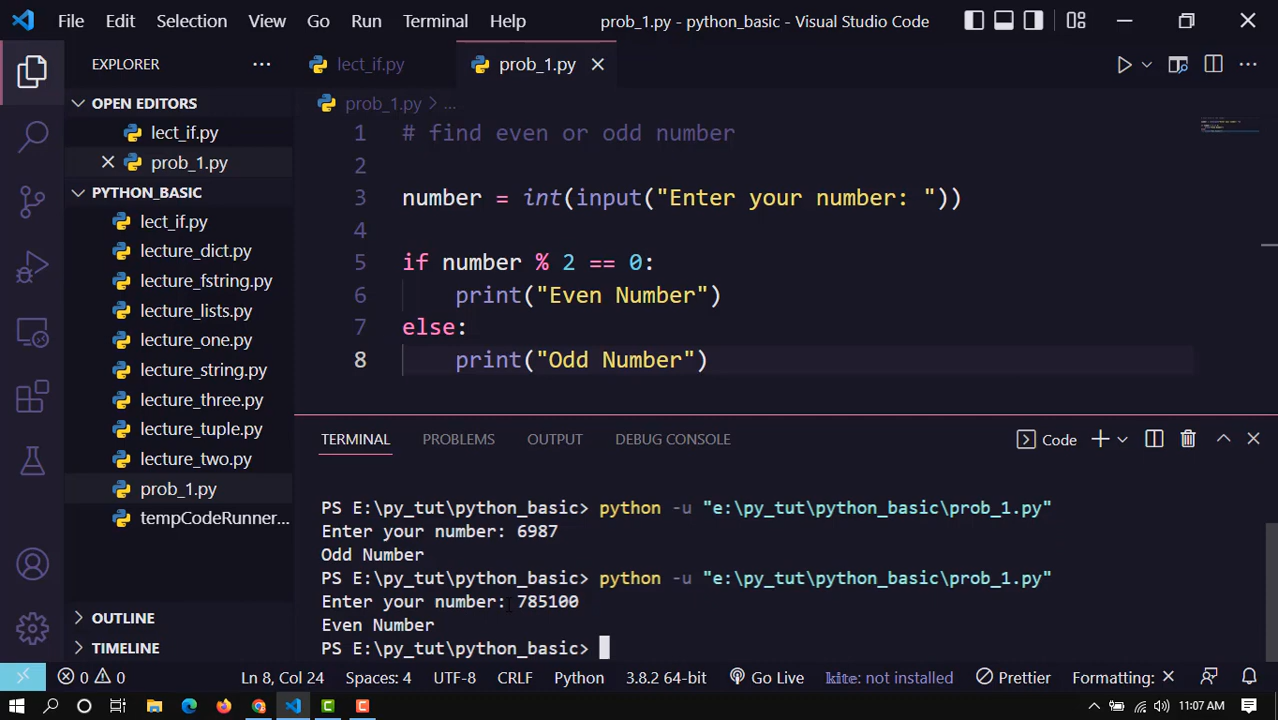 File Edit Selection View Go Run Terminal Help prob_1.py - python_basic - Visual Studio Code
EXPLORER
lect_if.py
prob_1.py
OPEN EDITORS
lect_if.py
prob_1.py
PYTHON_BASIC
lect_if.py
lecture_dict.py
lecture_fstring.py
lecture_lists.py
lecture_one.py
lecture_string.py
lecture_three.py
lecture_tuple.py
lecture_two.py
prob_1.py
tempCodeRunner...
OUTLINE
TIMELINE
prob_1.py > ...
1 # find even or odd number
2
3 number = int(input("Enter your number: "))
4
5 if number % 2 == 0:
6     print("Even Number")
7 else:
8     print("Odd Number")
TERMINAL PROBLEMS OUTPUT DEBUG CONSOLE Code
PS E:\py_tut\python_basic> python -u "e:\py_tut\python_basic\prob_1.py"
Enter your number: 6987
Odd Number
PS E:\py_tut\python_basic> python -u "e:\py_tut\python_basic\prob_1.py"
Enter your number: 785100
Even Number
PS E:\py_tut\python_basic>
0 0 Ln 8, Col 24 Spaces: 4 UTF-8 CRLF Python 3.8.2 64-bit Go Live kite: not installed Prettier Formatting: ×
11:07 AM